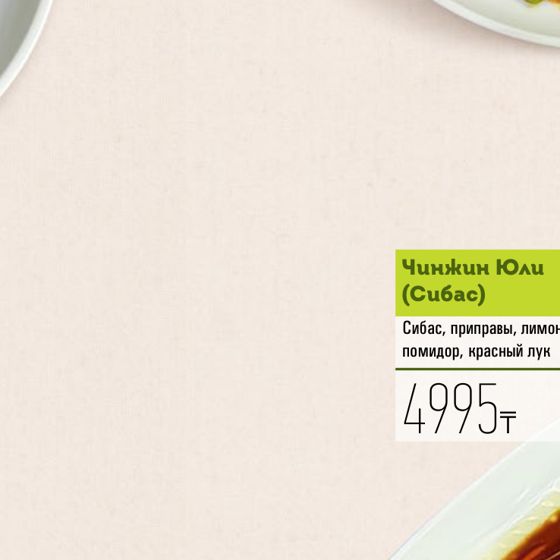 Чинжин Юли
(Сибас)
Сибас, приправы, лимон
помидор, красный лук
4995₸